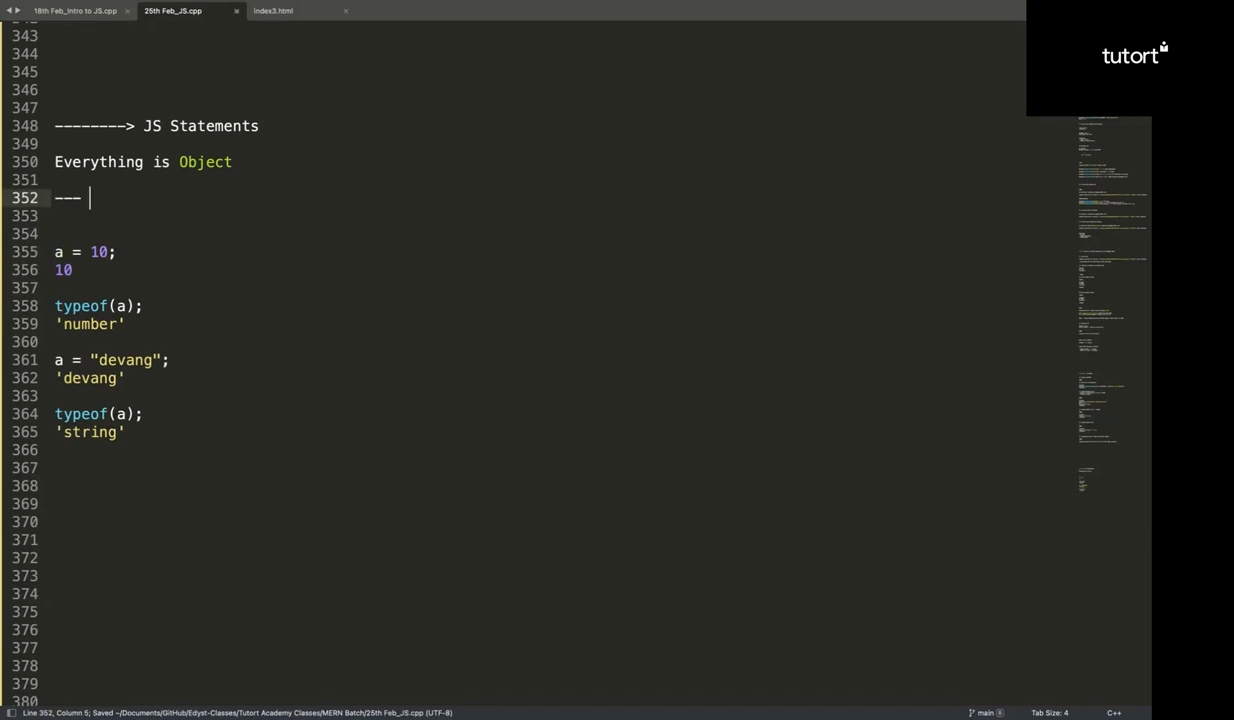 18th Feb_Intro to JS.cpp
25th Feb_JS.cpp
index3.html
tutort
343
344
345
346
347
348 --------> JS Statements
349
350 Everything is Object
351
352 ---
353
354
355 a = 10;
356 10
357
358 typeof(a);
359 'number'
360
361 a = "devang";
362 'devang'
363
364 typeof(a);
365 'string'
366
367
368
369
370
371
372
373
374
375
376
377
378
379
380
Line 352, Column 5; Saved ~/Documents/GitHub/Edyst-Classes/Tutort Academy Classes/MERN Batch/25th Feb_JS.cpp (UTF-8)
main
Tab Size: 4
C++